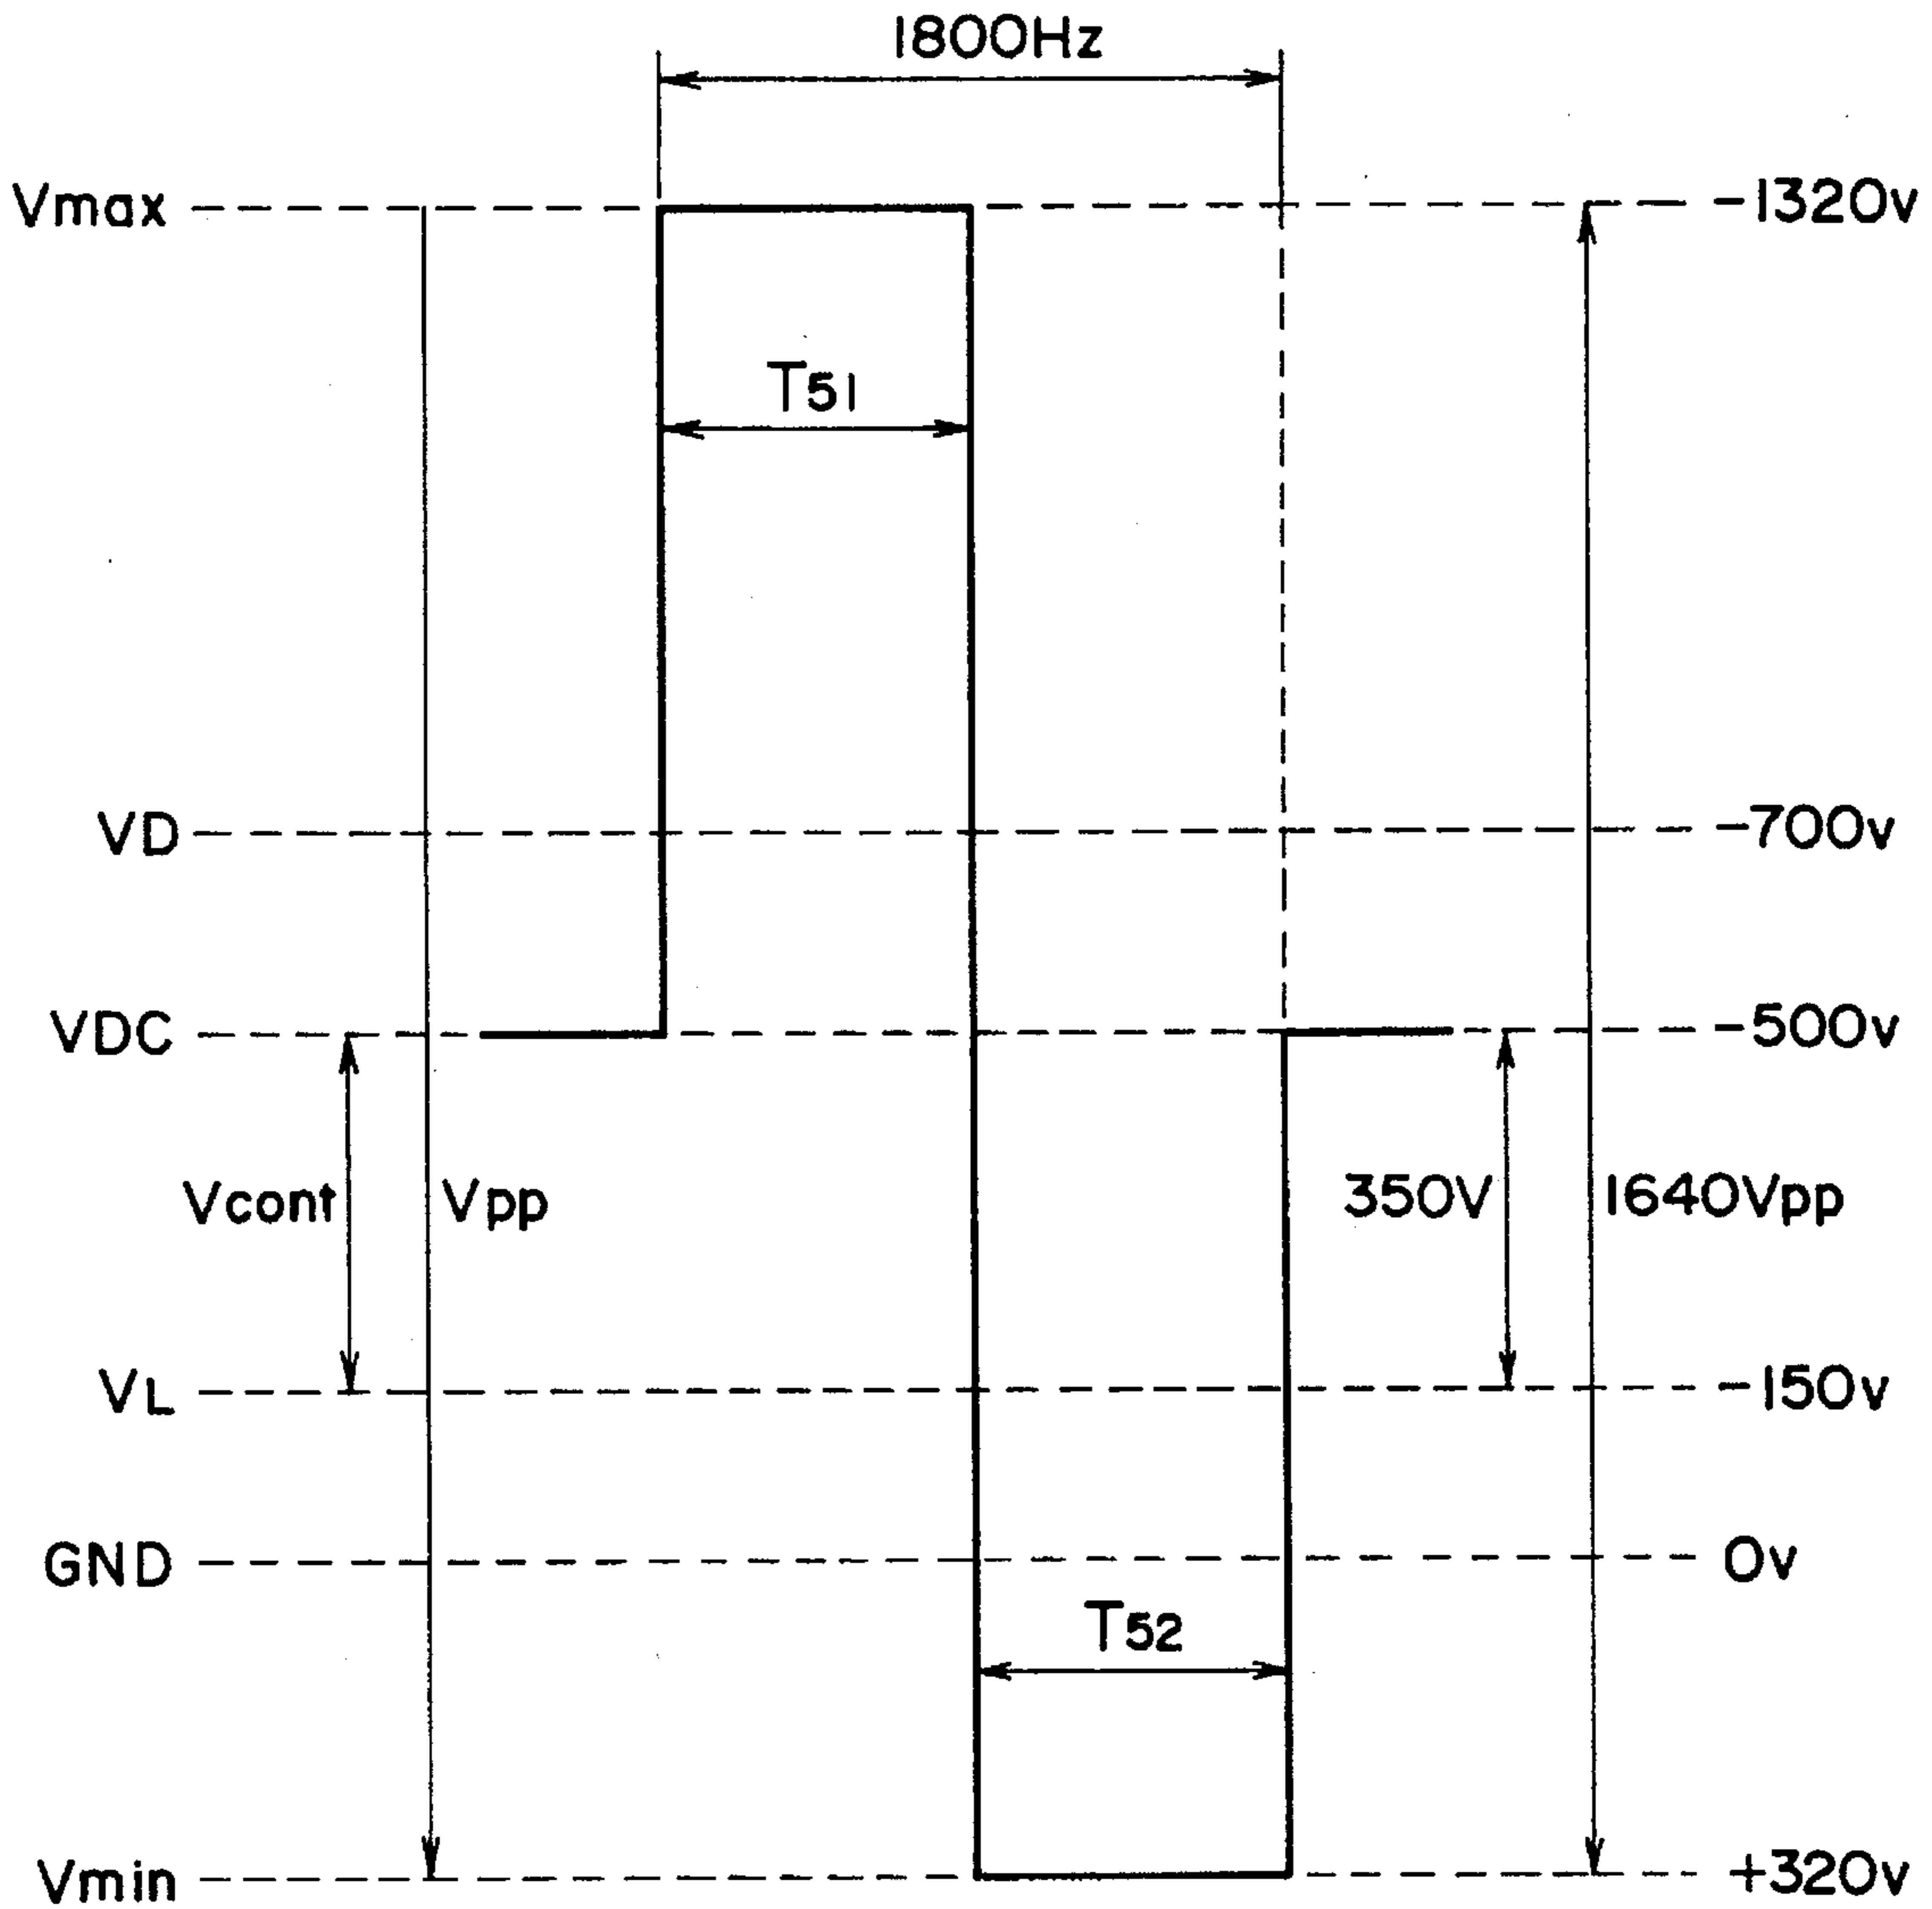 1800Hz
Vmax
-1320v
T51
VD
-700v
VDC
-500v
Vcont
Vpp
350V
1640Vpp
VL
-150v
GND
0v
T52
Vmin
+320v